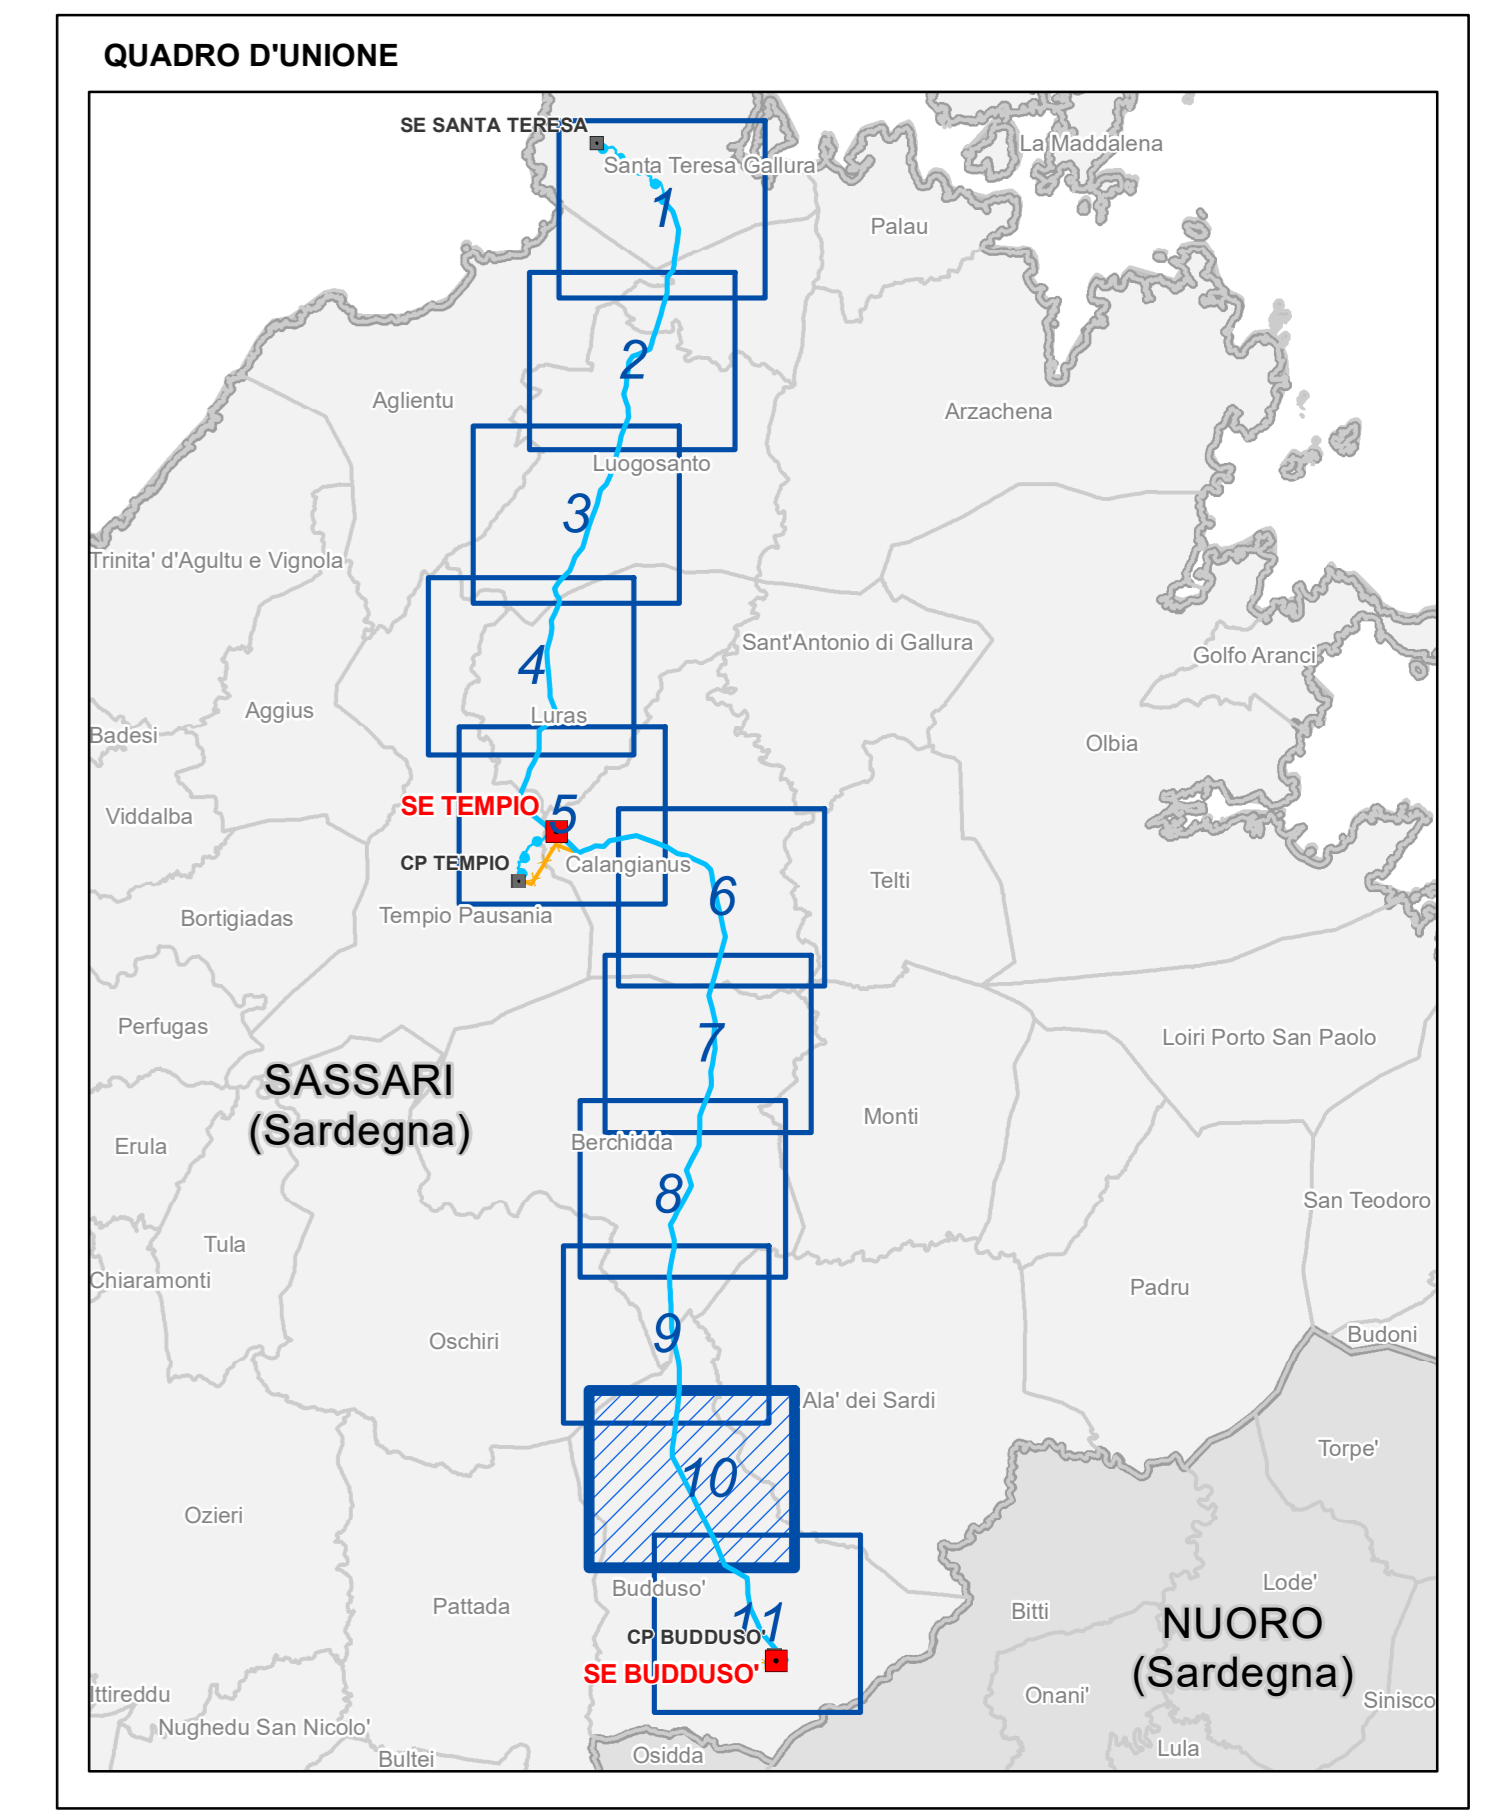 QUADRO D'UNIONE
SE SANTA TERESA
La Maddalena
Santa Teresa Gallura
1
Palau
2
Aglientu
Arzachena
Luogosanto
3
Trinita' d'Agultu e Vignola
Sant'Antonio di Gallura
Golfo Aranci
4
Aggius
Luras
Badesi
Olbia
SE TEMPIO
5
Viddalba
CP TEMPIO
Calangianus
Telti
6
Tempio Pausania
Bortigiadas
Perfugas
7
Loiri Porto San Paolo
SASSARI
(Sardegna)
Monti
Berchidda
Erula
8
San Teodoro
Tula
Chiaramonti
Padru
9
Oschiri
Budoni
Ala' dei Sardi
Torpe'
10
Ozieri
Lode'
Budduso'
Pattada
Bitti
11
NUORO
(Sardegna)
CP BUDDUSO'
SE BUDDUSO'
Ittireddu
Onani'
Sinisco
Nughedu San Nicolo'
Lula
Osidda
Bultei